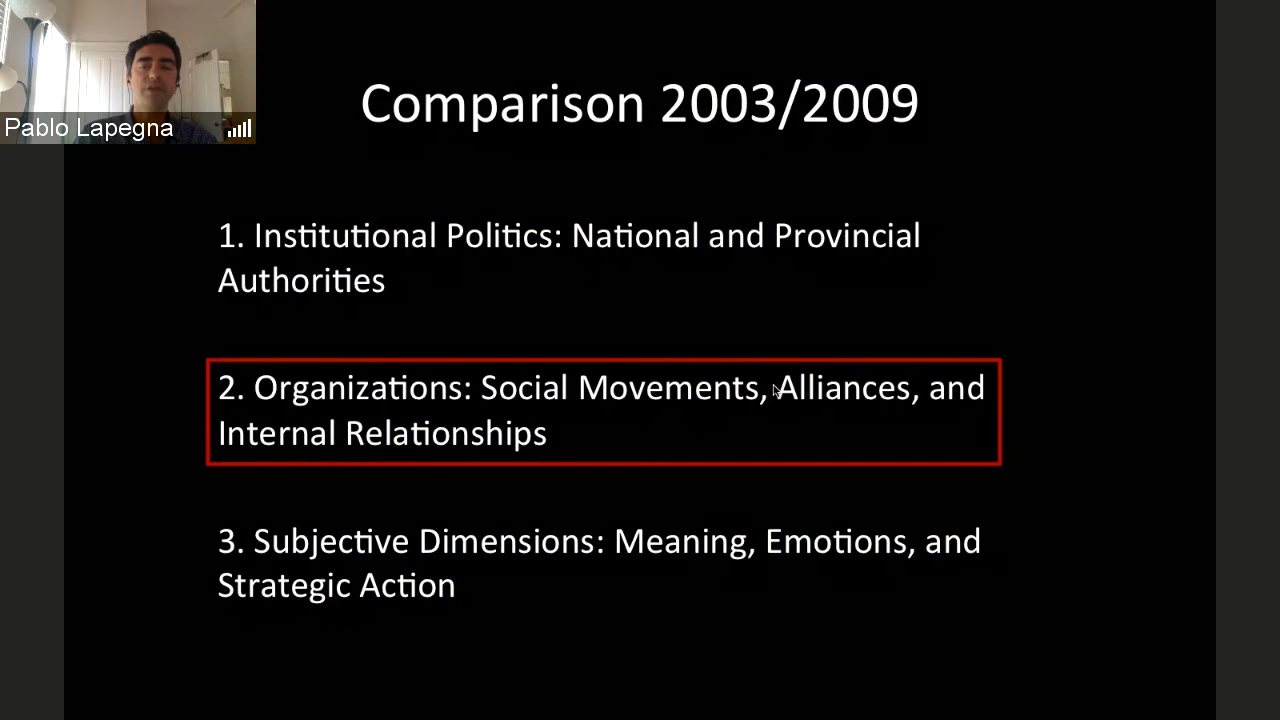 Pablo Lapegna
Comparison 2003/2009
1. Institutional Politics: National and Provincial
Authorities
2. Organizations: Social Movements, Alliances, and
Internal Relationships
3. Subjective Dimensions: Meaning, Emotions, and
Strategic Action